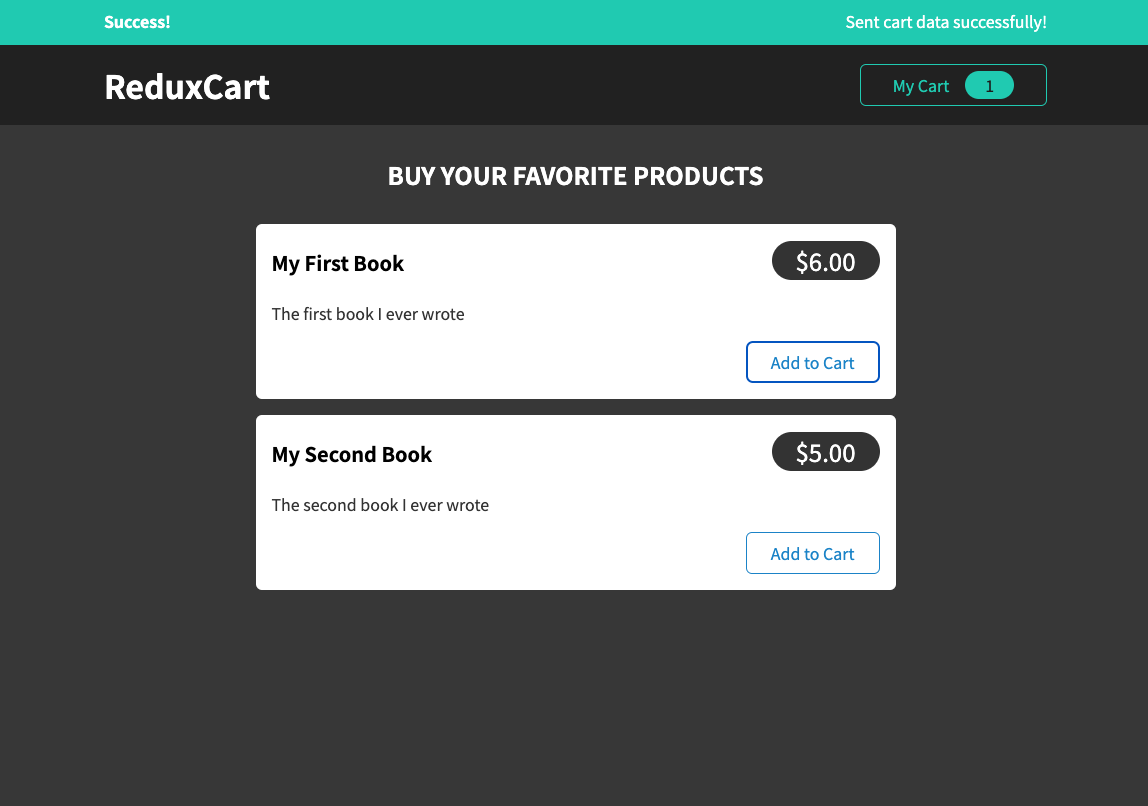 Success!
Sent cart data successfully!
ReduxCart
My Cart 1
BUY YOUR FAVORITE PRODUCTS
My First Book
$6.00
The first book I ever wrote
Add to Cart
My Second Book
$5.00
The second book I ever wrote
Add to Cart